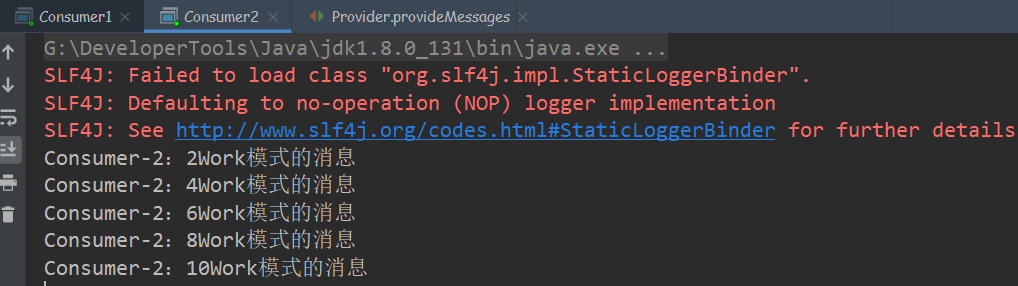 Consumer1 Consumer2 Provider.provideMessages
G:\DeveloperTools\Java\jdk1.8.0_131\bin\java.exe ...
SLF4J: Failed to load class "org.slf4j.impl.StaticLoggerBinder".
SLF4J: Defaulting to no-operation (NOP) logger implementation
SLF4J: See http://www.slf4j.org/codes.html#StaticLoggerBinder for further details
Consumer-2：2Work模式的消息
Consumer-2：4Work模式的消息
Consumer-2：6Work模式的消息
Consumer-2：8Work模式的消息
Consumer-2：10Work模式的消息